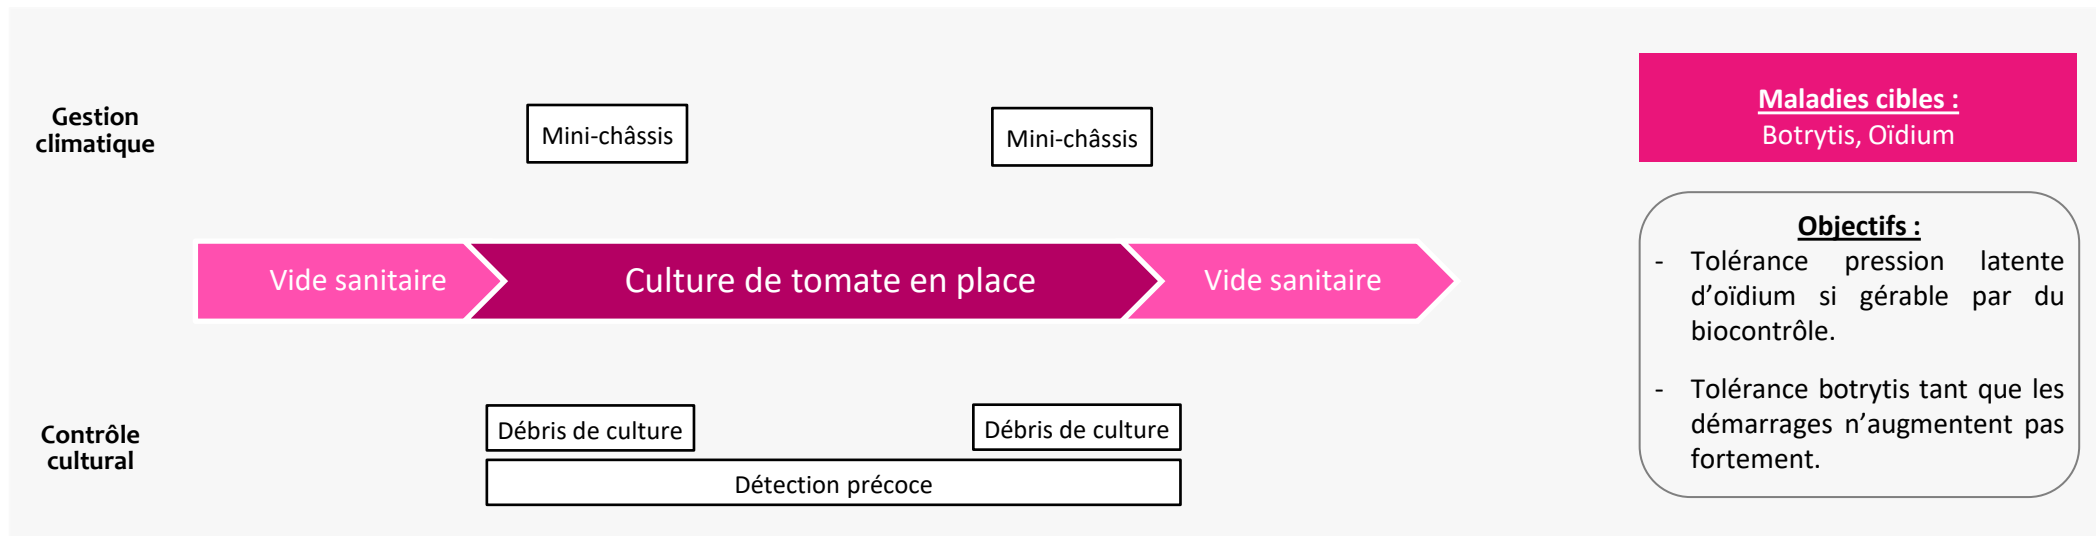 Gestion
climatique
Mini-châssis
Mini-châssis
Vide sanitaire
Culture de tomate en place
Vide sanitaire
Contrôle
cultural
Débris de culture
Débris de culture
Détection précoce
Maladies cibles :
Botrytis, Oïdium
Objectifs :
- Tolérance pression latente
d’oïdium si gérable par du
biocontrôle.
- Tolérance botrytis tant que les
démarrages n’augmentent pas
fortement.